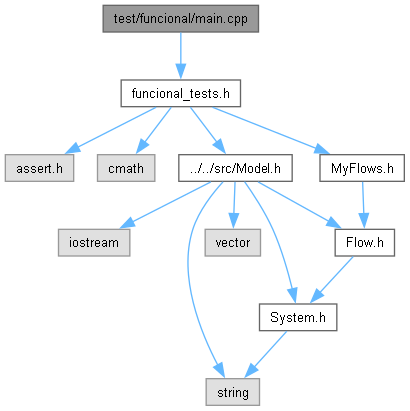 test/funcional/main.cpp
funcional_tests.h
assert.h
cmath
../../src/Model.h
MyFlows.h
iostream
vector
Flow.h
System.h
string